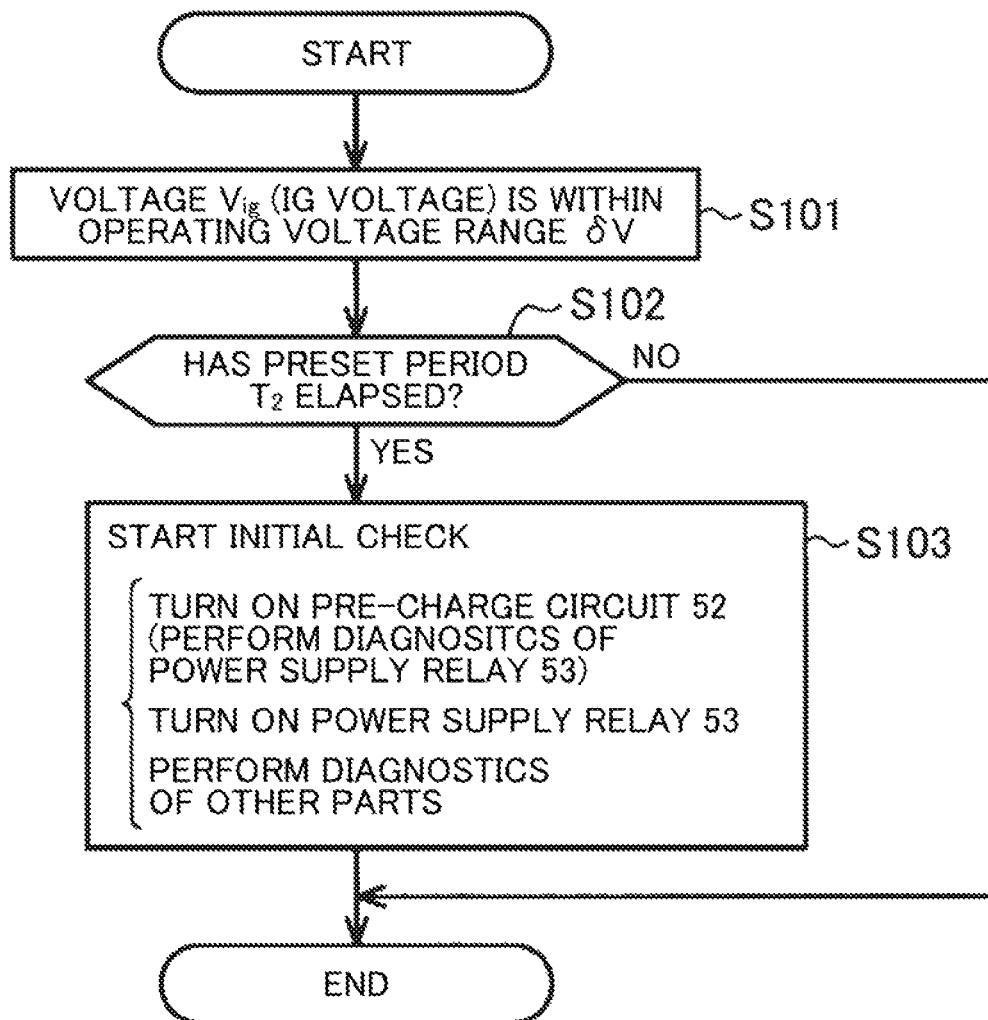 START
VOLTAGE Vig (IG VOLTAGE) IS WITHIN
OPERATING VOLTAGE RANGE δV
S101
S102
HAS PRESET PERIOD
T₂ ELAPSED?
NO
YES
START INITIAL CHECK
S103
TURN ON PRE-CHARGE CIRCUIT 52
(PERFORM DIAGNOSITCS OF
POWER SUPPLY RELAY 53)
TURN ON POWER SUPPLY RELAY 53
PERFORM DIAGNOSTICS
OF OTHER PARTS
END